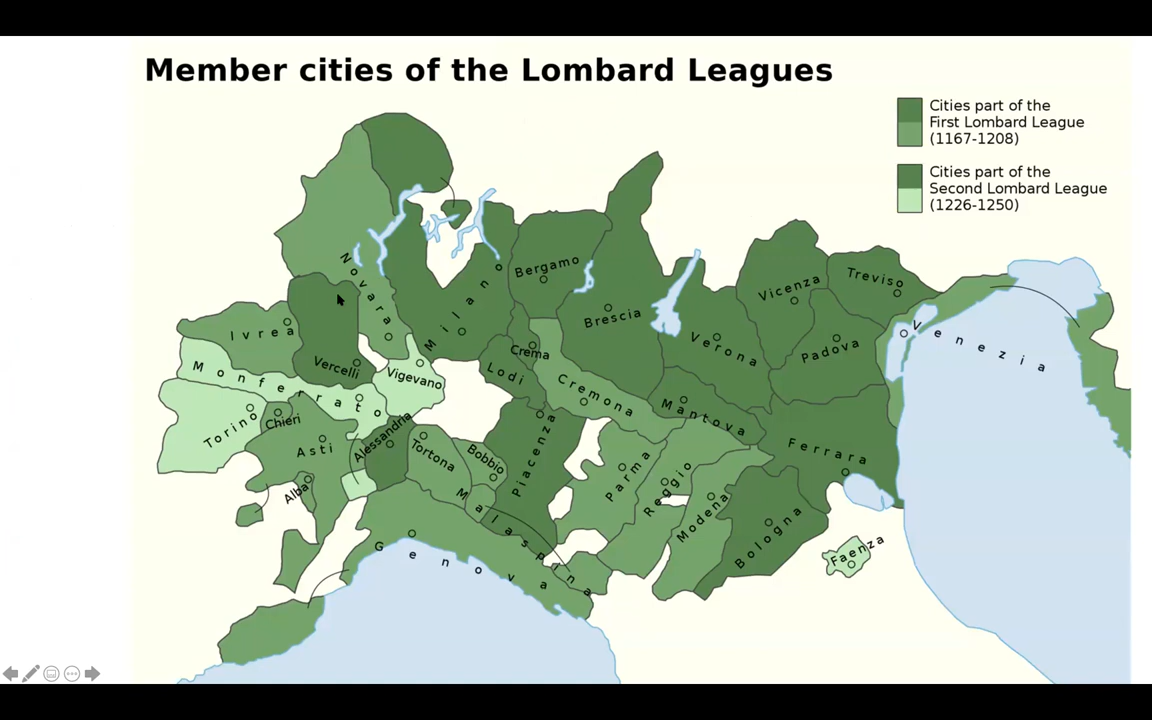 Member cities of the Lombard Leagues
Cities part of the
First Lombard League
(1167-1208)
Cities part of the
Second Lombard League
(1226-1250)
Novara
Milano
Bergamo
Brescia
Vicenza
Treviso
Ivrea
Vercelli
Vigevano
Crema
Lodi
Verona
Padova
Venezia
Monferrato
Cremona
Mantova
Torino
Chieri
Asti
Alessandria
Tortona
Bobbio
Piacenza
Parma
Reggio
Modena
Ferrara
Alba
Malaspina
Bologna
Genova
Faenza